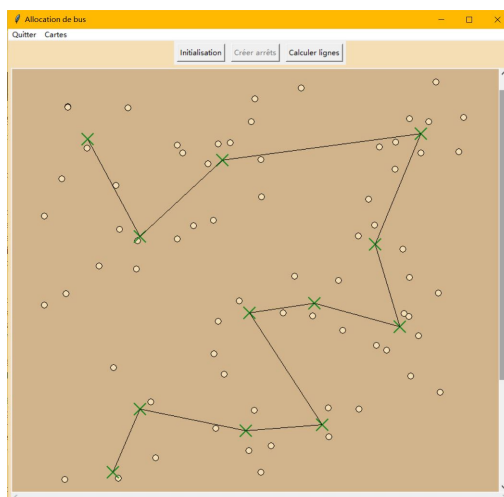 Allocation de bus
Quitter Cartes
Initialisation Créer arrêts Calculer lignes